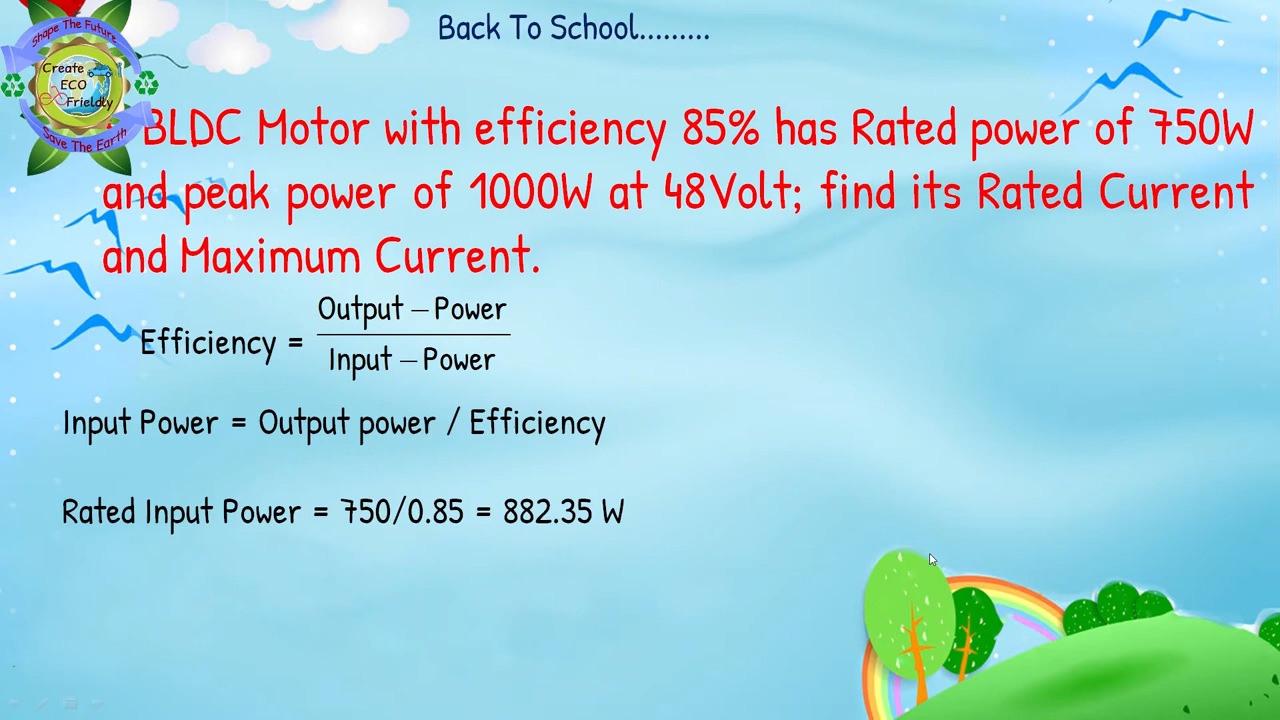 Back To School.........
Shape The Future
Create
ECO
Frieldly
Save The Earth
BLDC Motor with efficiency 85% has Rated power of 750W
and peak power of 1000W at 48Volt; find its Rated Current
and Maximum Current.
Efficiency = Output – Power
Input – Power
Input Power = Output power / Efficiency
Rated Input Power = 750/0.85 = 882.35 W